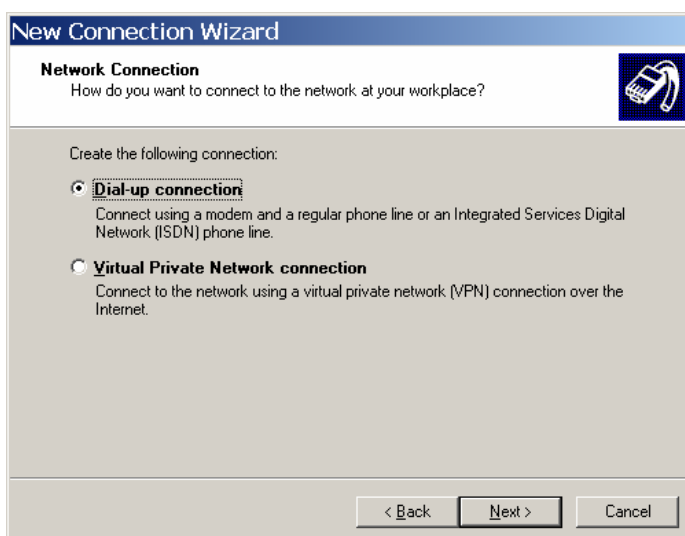 New Connection Wizard
Network Connection
How do you want to connect to the network at your workplace?
Create the following connection:
Dial-up connection
Connect using a modem and a regular phone line or an Integrated Services Digital
Network (ISDN) phone line.
Virtual Private Network connection
Connect to the network using a virtual private network (VPN) connection over the
Internet.
< Back Next > Cancel